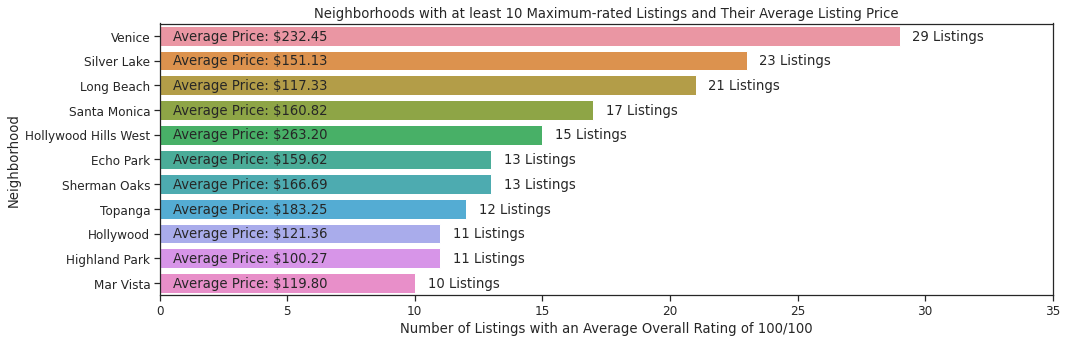 Neighborhoods with at least 10 Maximum-rated Listings and Their Average Listing Price
Neighborhood
Venice Average Price: $232.45 29 Listings
Silver Lake Average Price: $151.13 23 Listings
Long Beach Average Price: $117.33 21 Listings
Santa Monica Average Price: $160.82 17 Listings
Hollywood Hills West Average Price: $263.20 15 Listings
Echo Park Average Price: $159.62 13 Listings
Sherman Oaks Average Price: $166.69 13 Listings
Topanga Average Price: $183.25 12 Listings
Hollywood Average Price: $121.36 11 Listings
Highland Park Average Price: $100.27 11 Listings
Mar Vista Average Price: $119.80 10 Listings
0 5 10 15 20 25 30 35
Number of Listings with an Average Overall Rating of 100/100